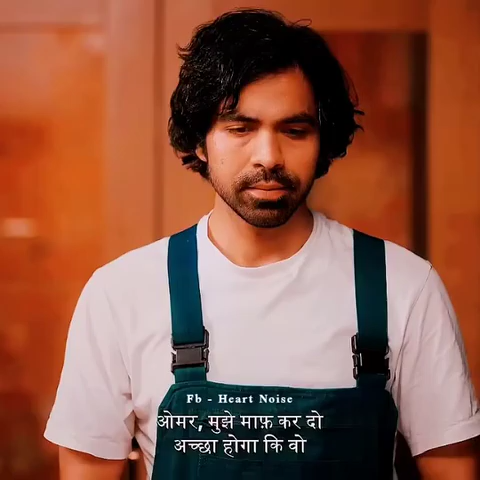 Fb - Heart Noise
ओमर, मुझे माफ़ कर दो
अच्छा होगा कि वो